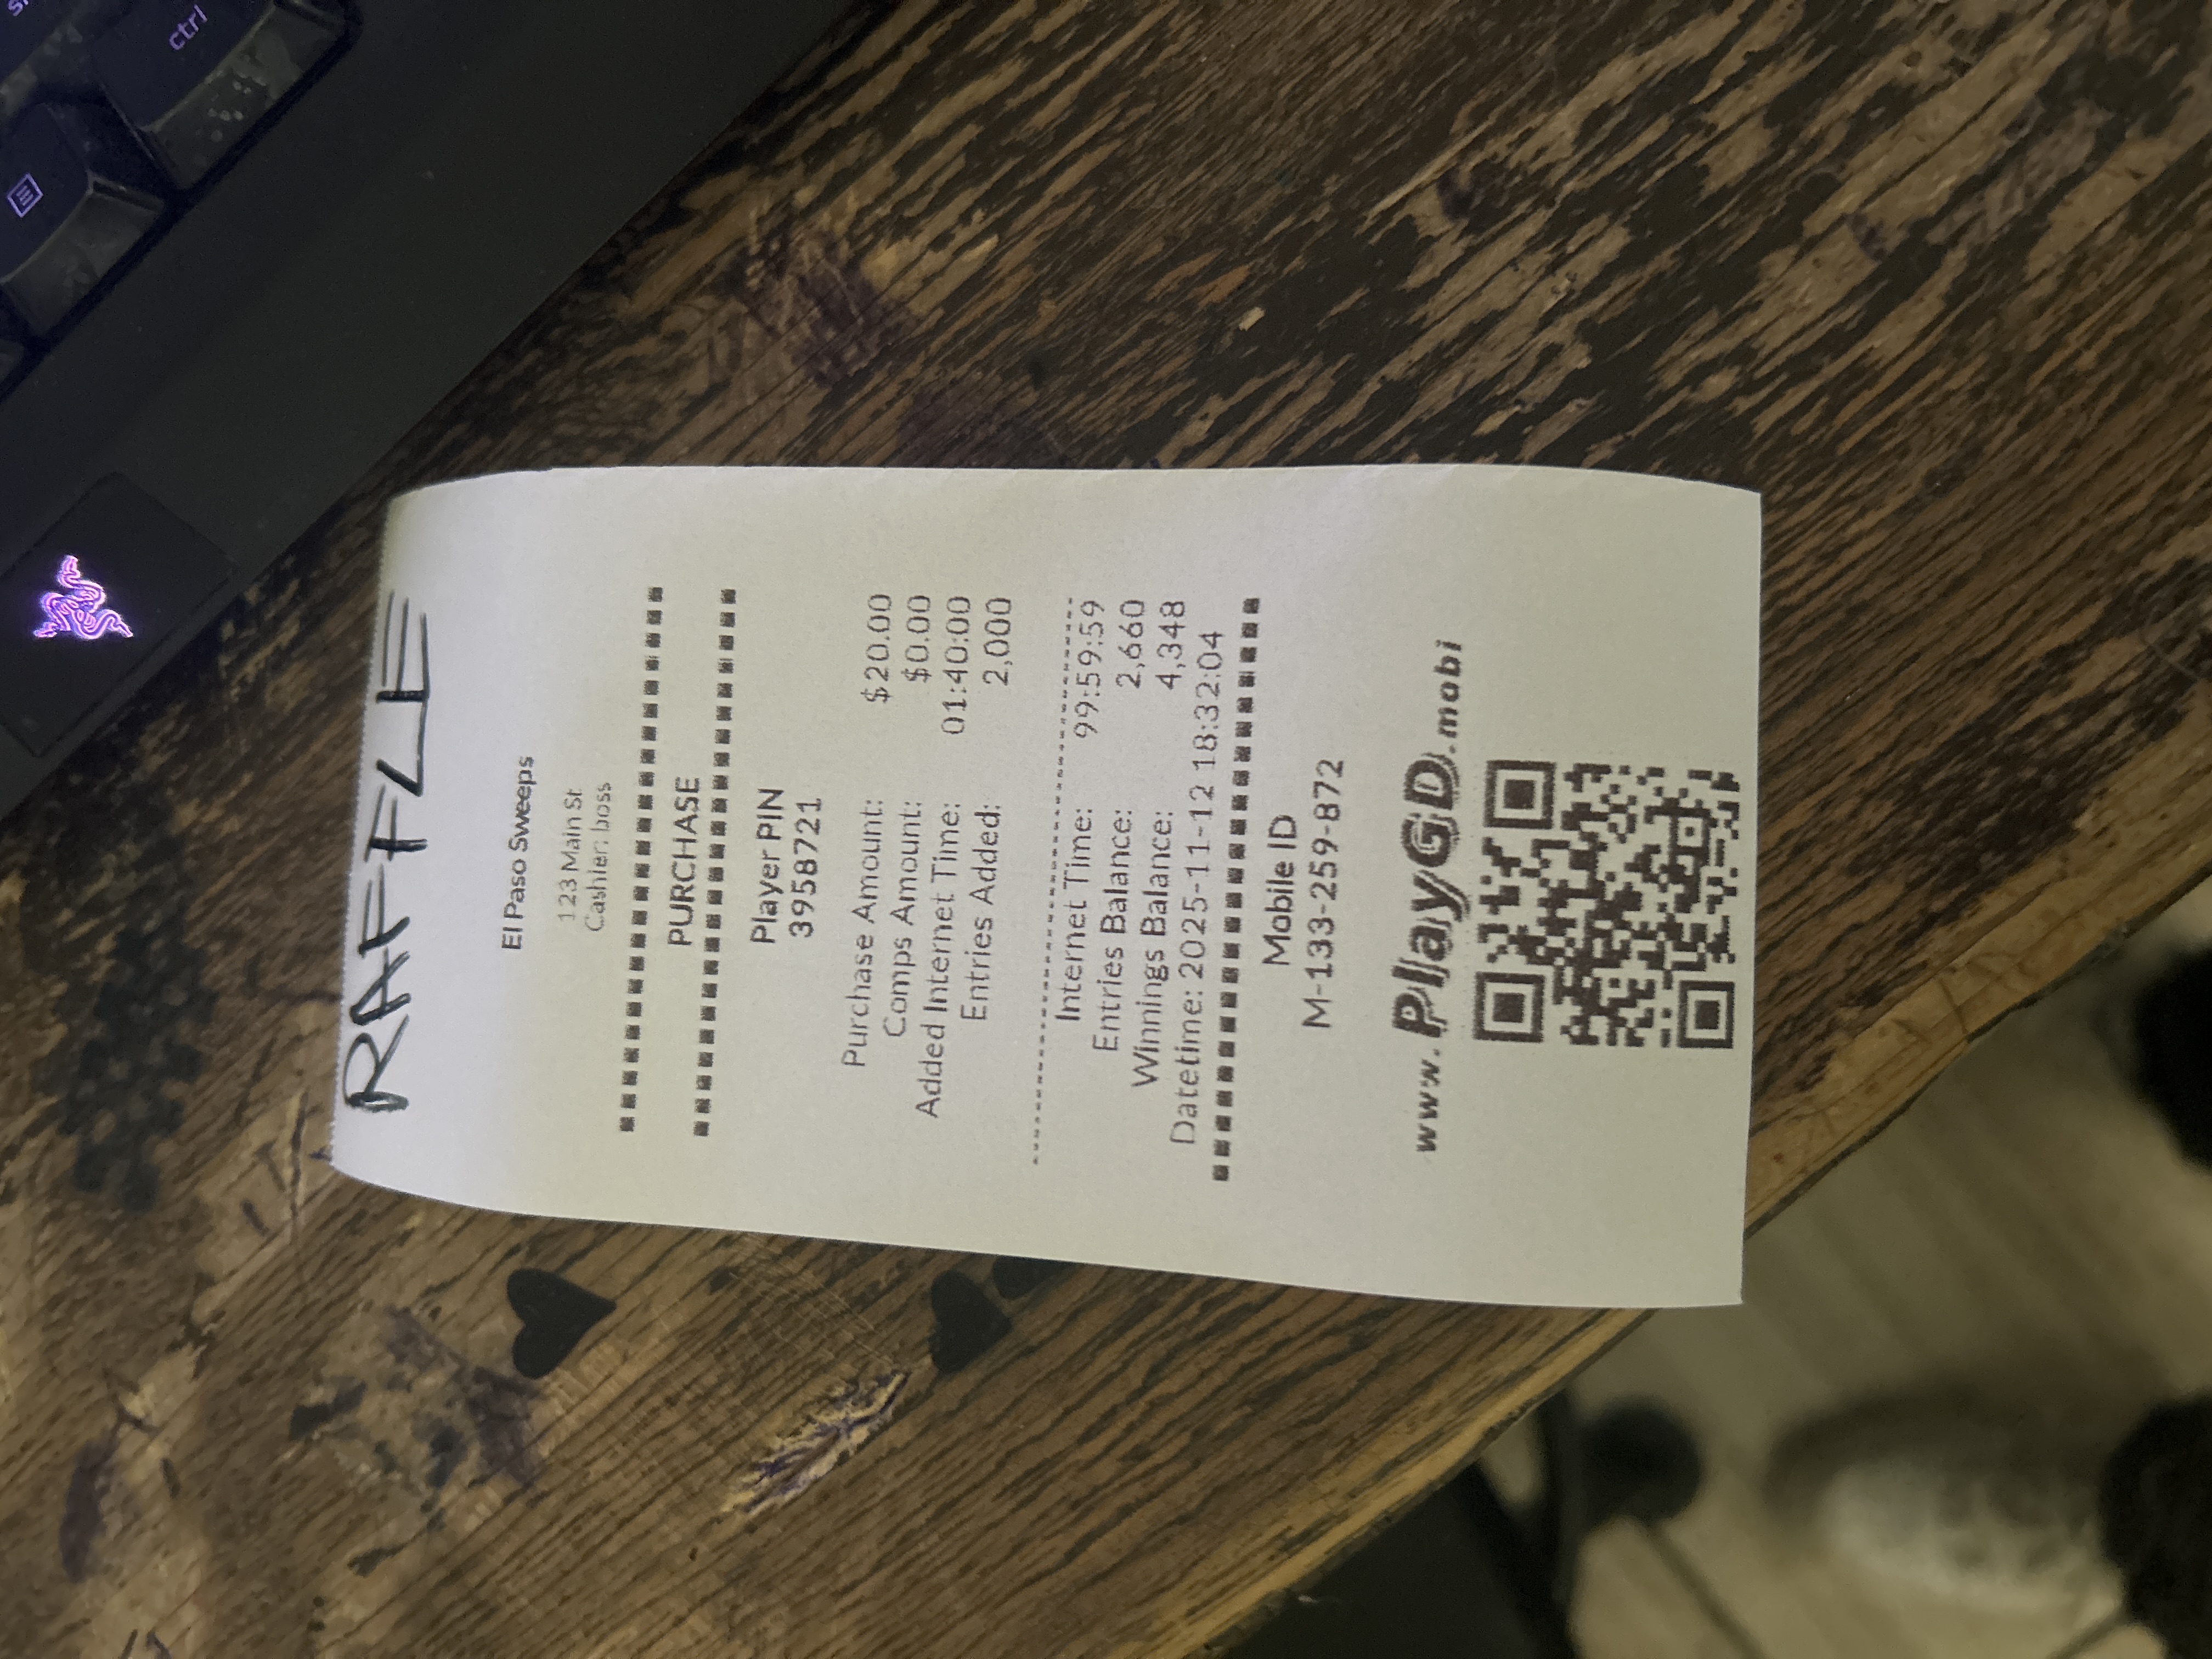 ctrl
RAFFLE
El Paso Sweeps
123 Main St
Cashier: boss
PURCHASE
Player PIN
3958721
Purchase Amount: $20.00
Comps Amount: $0.00
Added Internet Time: 01:40:00
Entries Added: 2,000
Internet Time: 99:59:59
Entries Balance: 2,660
Winnings Balance: 4,348
Datetime: 2025-11-12 18:32:04
Mobile ID
M-133-259-872
www.PlayGD.mobi